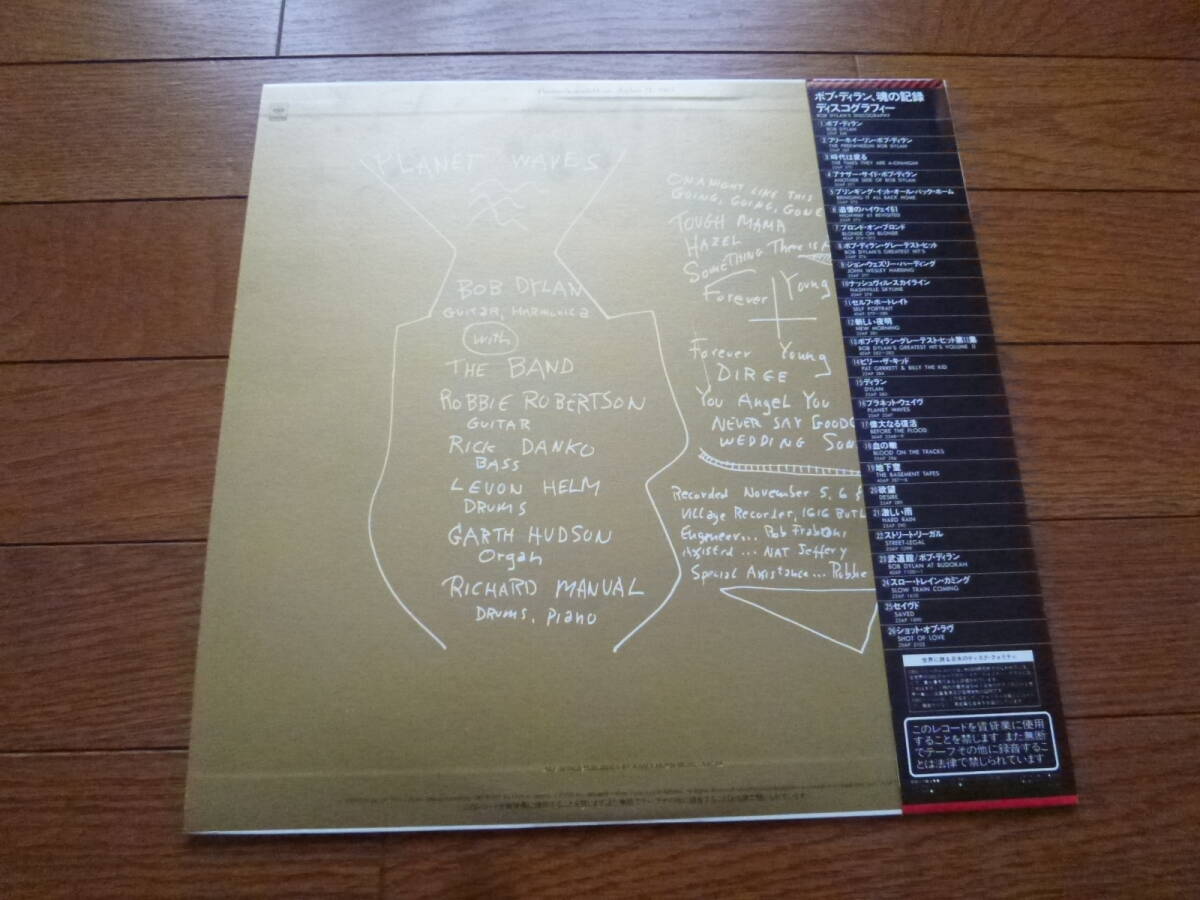 PLANET WAVES
BOB DYLAN
GUITAR, HARMONICA
with
THE BAND
ROBBIE ROBERTSON
GUITAR
RICK DANKO
BASS
LEVON HELM
DRUMS
GARTH HUDSON
Organ
RICHARD MANUAL
DRUMS, piano
ON A NIGHT LIKE THIS
GOING, GOING, GONE
TOUGH MAMA
HAZEL
SOMETHING There is A
Forever Young
Forever Young
DIRGE
You Angel You
NEVER SAY GOOD
WEDDING SON
Recorded November 5, 6 &
Village Recorder, 1616 BUTL
Engineer... Rob Fraboni
Assisted ... NAT Jeffery
Special Assistance... Robbie
ボブ・ディラン、魂の記録
ディスコグラフィー
BOB DYLAN'S DISCOGRAPHY
1 ボブ・ディラン
BOB DYLAN
2 フリーホイーリン・ボブ・ディラン
THE FREEWHEELIN' BOB DYLAN
3 時代は変る
THE TIMES THEY ARE A-CHANGIN'
4 アナザー・サイド・ボブ・ディラン
ANOTHER SIDE OF BOB DYLAN
5 ブリンギング・イット・オール・バック・ホーム
BRINGING IT ALL BACK HOME
6 追憶のハイウェイ61
HIGHWAY 61 REVISITED
7 ブロンド・オン・ブロンド
BLONDE ON BLONDE
8 ボブ・ディラン・グレーテスト・ヒット
BOB DYLAN'S GREATEST HIT'S
9 ジョン・ウェズリー・ハーディング
JOHN WESLEY HARDING
10 ナッシュヴィル・スカイライン
NASHVILLE SKYLINE
11 セルフ・ポートレイト
SELF PORTRAIT
12 新しい夜明
NEW MORNING
13 ボブ・ディラン・グレーテスト・ヒット第II集
BOB DYLAN'S GREATEST HIT'S VOLUME II
14 ビリー・ザ・キッド
PAT GARRETT & BILLY THE KID
15 ディラン
DYLAN
16 プラネット・ウェイヴ
PLANET WAVES
17 偉大なる復活
BEFORE THE FLOOD
18 血の轍
BLOOD ON THE TRACKS
19 地下室
THE BASEMENT TAPES
20 欲望
DESIRE
21 激しい雨
HARD RAIN
22 ストリート・リーガル
STREET-LEGAL
23 武道館/ボブ・ディラン
BOB DYLAN AT BUDOKAN
24 スロー・トレイン・カミング
SLOW TRAIN COMING
25 セイヴド
SAVED
26 ショット・オブ・ラヴ
SHOT OF LOVE
このレコードを賃貸業に使用
することを禁します また無断
でテープその他に録音するこ
とは法律で禁じられています